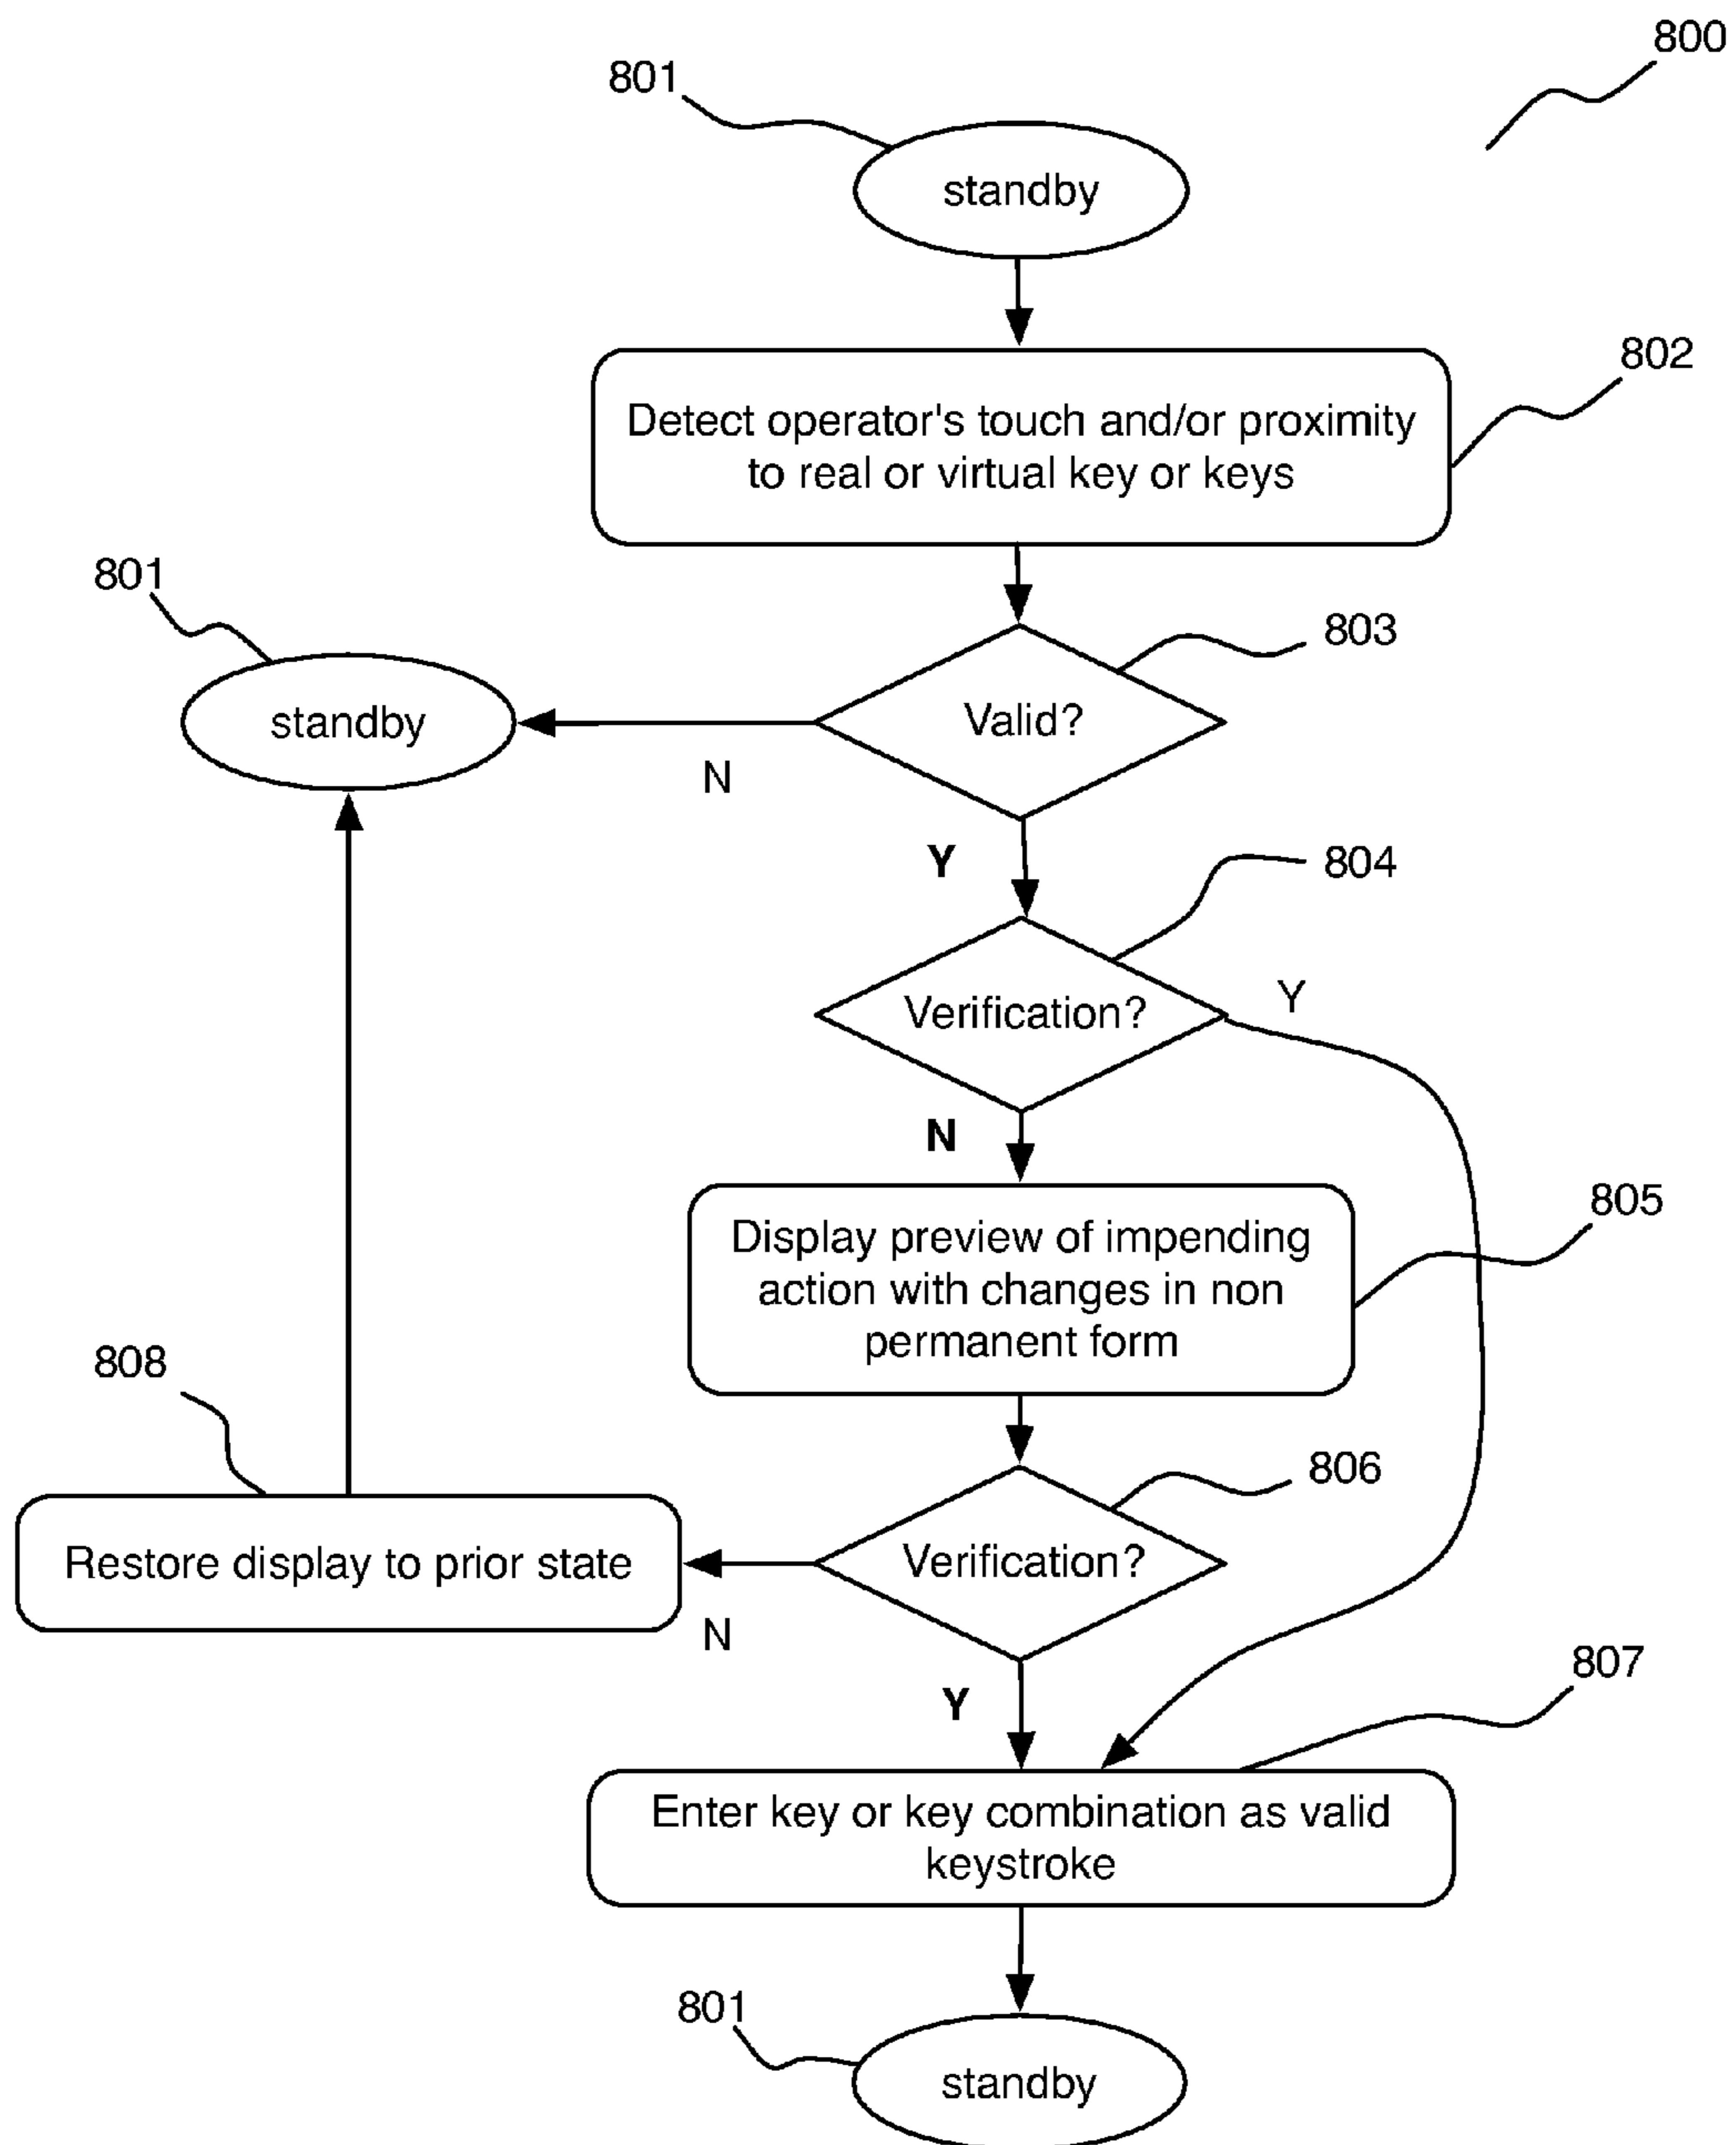 800
801
standby
802
Detect operator's touch and/or proximity
to real or virtual key or keys
801
803
standby
Valid?
N
Y
804
Verification?
Y
N
805
Display preview of impending
action with changes in non
permanent form
808
806
Restore display to prior state
Verification?
N
807
Y
Enter key or key combination as valid
keystroke
801
standby